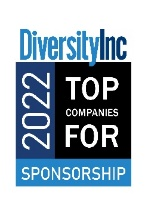 DiversityInc
2022
TOP
COMPANIES
FOR
SPONSORSHIP